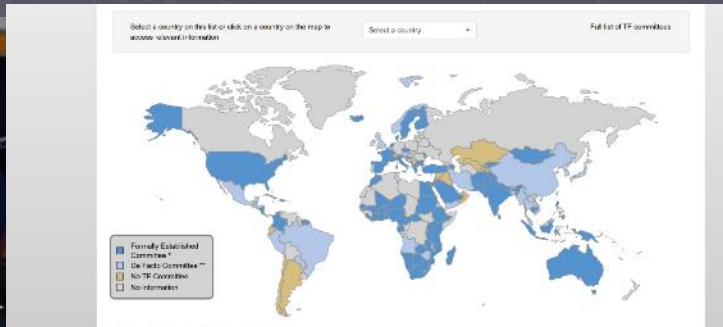 Select a country on this list or click on a country on the map to
access relevant information
Select a country
Full list of TF committees
Formally Established
Committee *
De Facto Committee **
No TF Committee
No information